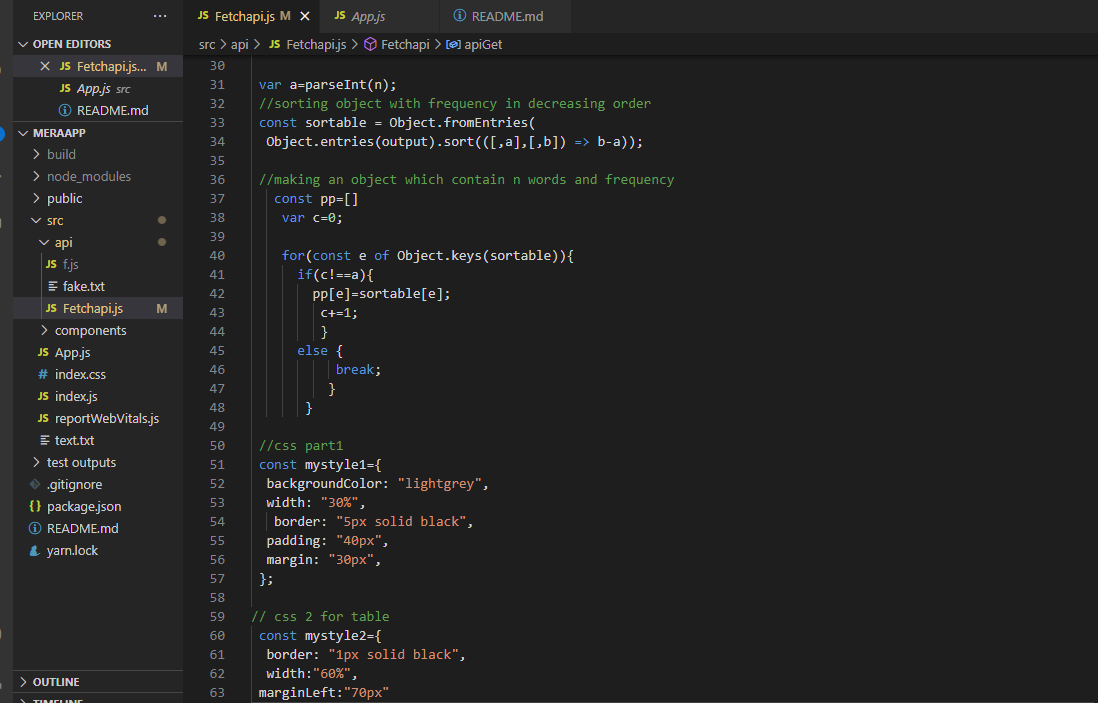 EXPLORER ···
OPEN EDITORS
JS Fetchapi.js... M
JS App.js src
README.md
MERAAPP
build
node_modules
public
src
api
JS f.js
fake.txt
JS Fetchapi.js M
components
JS App.js
# index.css
JS index.js
JS reportWebVitals.js
text.txt
test outputs
.gitignore
{} package.json
README.md
yarn.lock
OUTLINE
TIMELINE
JS Fetchapi.js M
JS App.js
README.md
src > api > JS Fetchapi.js > Fetchapi > apiGet
30
31 var a=parseInt(n);
32 //sorting object with frequency in decreasing order
33 const sortable = Object.fromEntries(
34 Object.entries(output).sort(([,a],[,b]) => b-a));
35
36 //making an object which contain n words and frequency
37 const pp=[]
38 var c=0;
39
40 for(const e of Object.keys(sortable)){
41 if(c!==a){
42 pp[e]=sortable[e];
43 c+=1;
44 }
45 else {
46 break;
47 }
48 }
49
50 //css part1
51 const mystyle1={
52 backgroundColor: "lightgrey",
53 width: "30%",
54 border: "5px solid black",
55 padding: "40px",
56 margin: "30px",
57 };
58
59 // css 2 for table
60 const mystyle2={
61 border: "1px solid black",
62 width:"60%",
63 marginLeft:"70px"